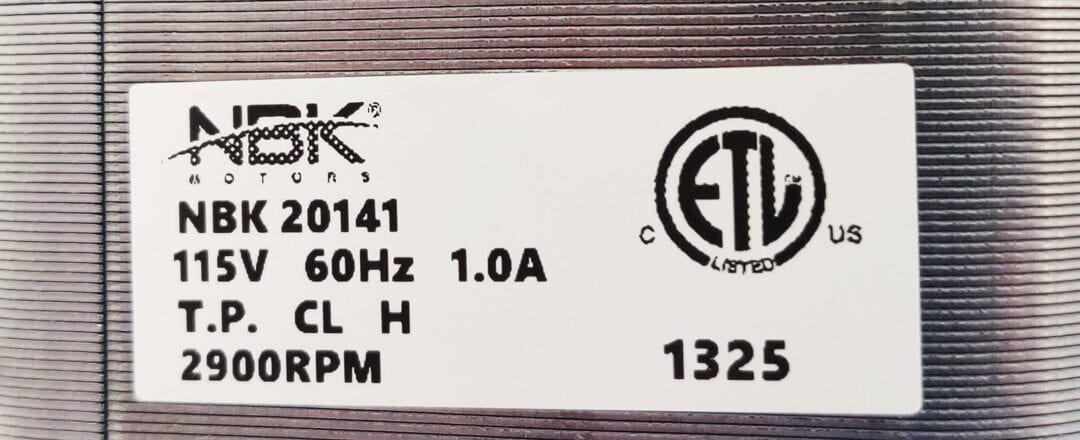 NBK®
MOTORS
NBK 20141
115V 60Hz 1.0A
T.P. CL H
2900RPM
ETL
C US
LISTED
1325